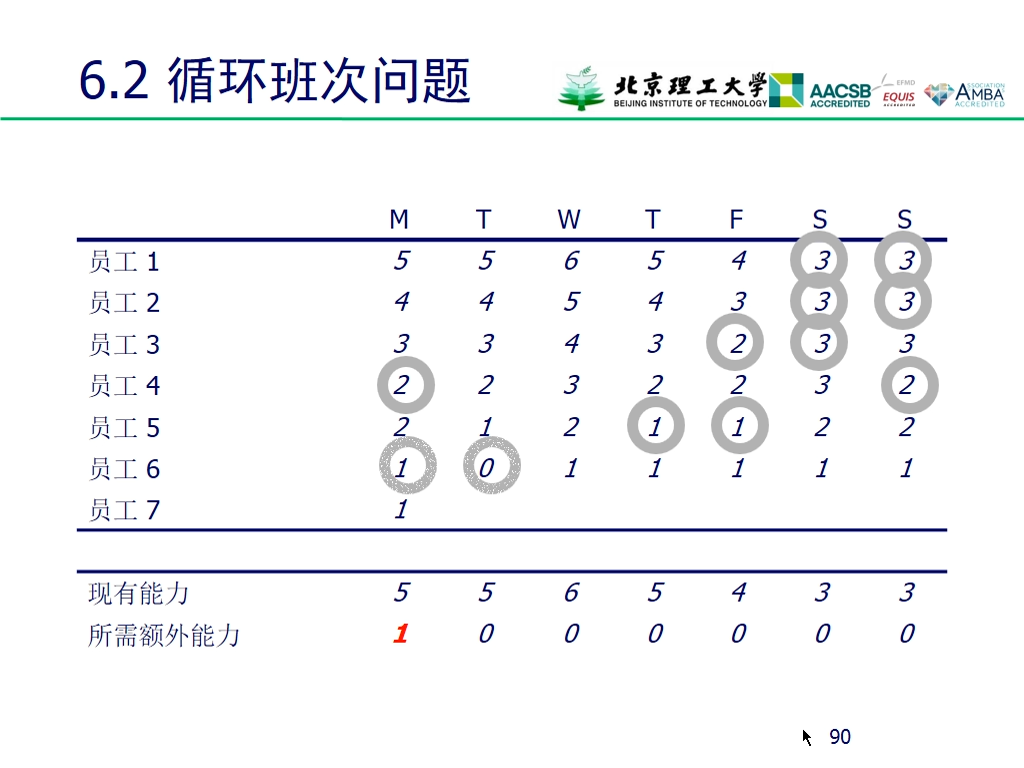 6.2 循环班次问题
北京理工大学
BEIJING INSTITUTE OF TECHNOLOGY
AACSB
ACCREDITED
EFMD
EQUIS
ACCREDITED
ASSOCIATION
AMBA
ACCREDITED
M T W T F S S
员工 1 5 5 6 5 4 3 3
员工 2 4 4 5 4 3 3 3
员工 3 3 3 4 3 2 3 3
员工 4 2 2 3 2 2 3 2
员工 5 2 1 2 1 1 2 2
员工 6 1 0 1 1 1 1 1
员工 7 1
现有能力 5 5 6 5 4 3 3
所需额外能力 1 0 0 0 0 0 0
90